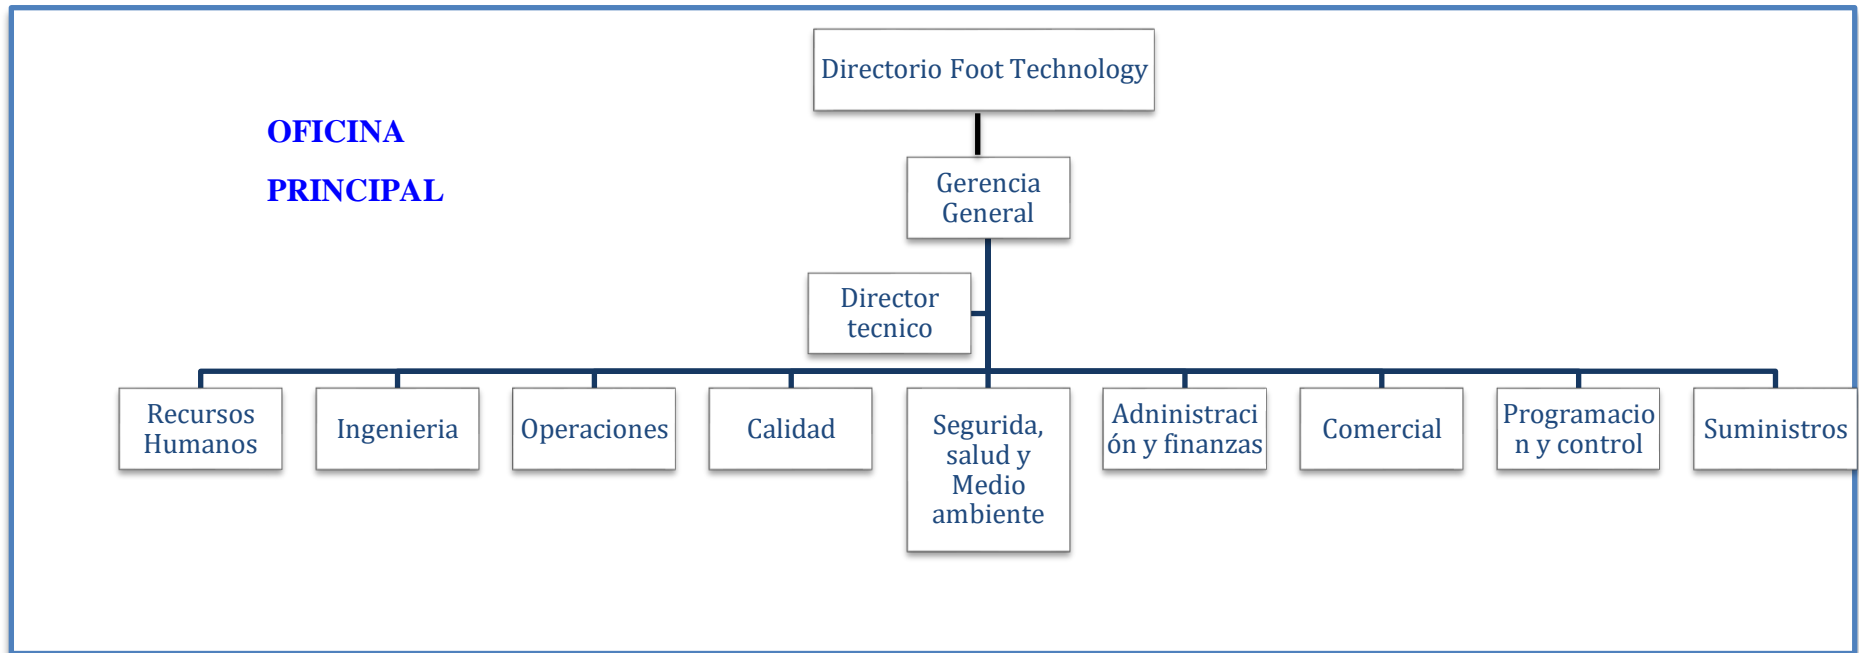 Directorio Foot Technology
OFICINA
PRINCIPAL
Gerencia
General
Director
tecnico
Recursos
Humanos
Ingenieria
Operaciones
Calidad
Segurida,
salud y
Medio
ambiente
Adninistraci
ón y finanzas
Comercial
Programacio
n y control
Suministros